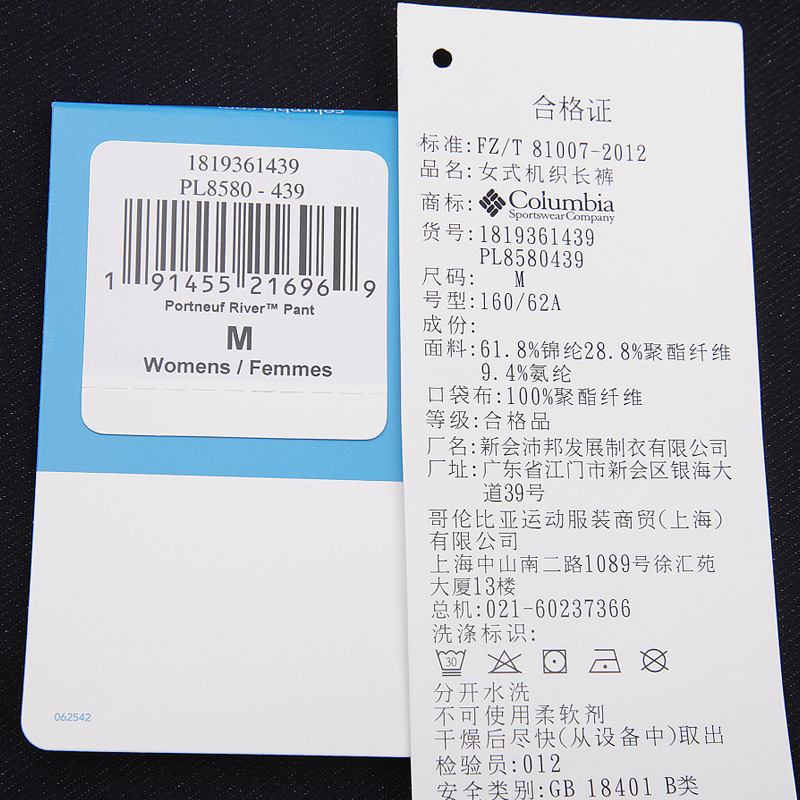 columbia.com
1819361439
PL8580 - 439
1 91455 21696 9
Portneuf River™ Pant
M
Womens / Femmes
062542
合格证
标准:FZ/T 81007-2012
品名:女式机织长裤
商标: Columbia
Sportswear Company
货号:1819361439
PL8580439
尺码: M
号型:160/62A
成份:
面料:61.8%锦纶28.8%聚酯纤维
9.4%氨纶
口袋布:100%聚酯纤维
等级:合格品
厂名:新会沛邦发展制衣有限公司
厂址:广东省江门市新会区银海大
道39号
哥伦比亚运动服装商贸(上海)
有限公司
上海中山南二路1089号徐汇苑
大厦13楼
总机:021-60237366
洗涤标识:
30
分开水洗
不可使用柔软剂
干燥后尽快(从设备中)取出
检验员:012
安全类别:GB 18401 B类